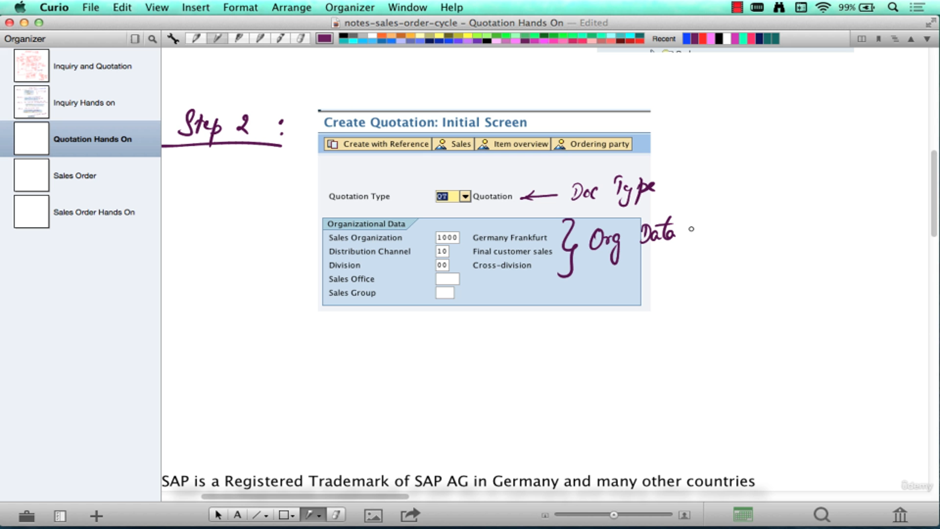 Curio File Edit View Insert Format Arrange Organizer Window Help 99%
notes-sales-order-cycle – Quotation Hands On — Edited
Organizer
Recent
Inquiry and Quotation
Inquiry Hands on
Quotation Hands On
Sales Order
Sales Order Hands On
Step 2 :
Create Quotation: Initial Screen
Create with Reference Sales Item overview Ordering party
Quotation Type QT Quotation Doc Type
Organizational Data
Sales Organization 1000 Germany Frankfurt
Distribution Channel 10 Final customer sales
Division 00 Cross-division
Sales Office
Sales Group
Org Data
SAP is a Registered Trademark of SAP AG in Germany and many other countries
Udemy
A